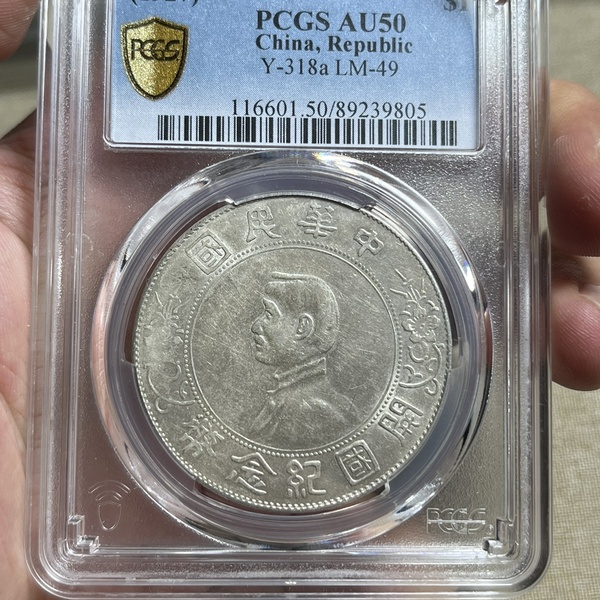 PCGS AU50
China, Republic
Y-318a LM-49
116601.50/89239805
PCGS
中華民國
開國紀念幣
PCGS